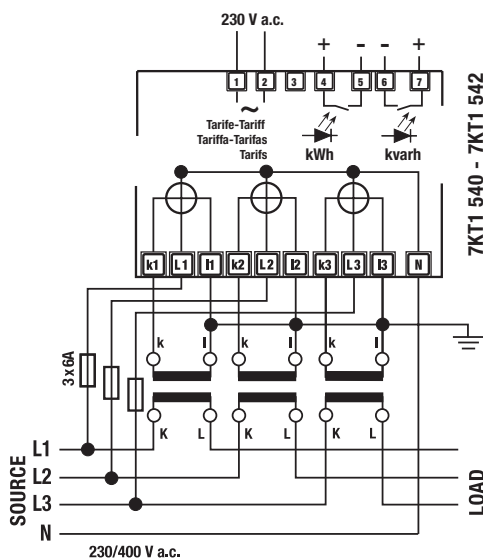 230 V a.c.
+ - - +
1 2 3 4 5 6 7
~
Tarife-Tariff
Tariffa-Tarifas
Tarifs
kWh kvarh
7KT1 540 - 7KT1 542
k1 L1 l1 k2 L2 l2 k3 L3 l3 N
k l k l k l
3 x 6A
K L K L K L
SOURCE
L1
L2
L3
N
LOAD
230/400 V a.c.